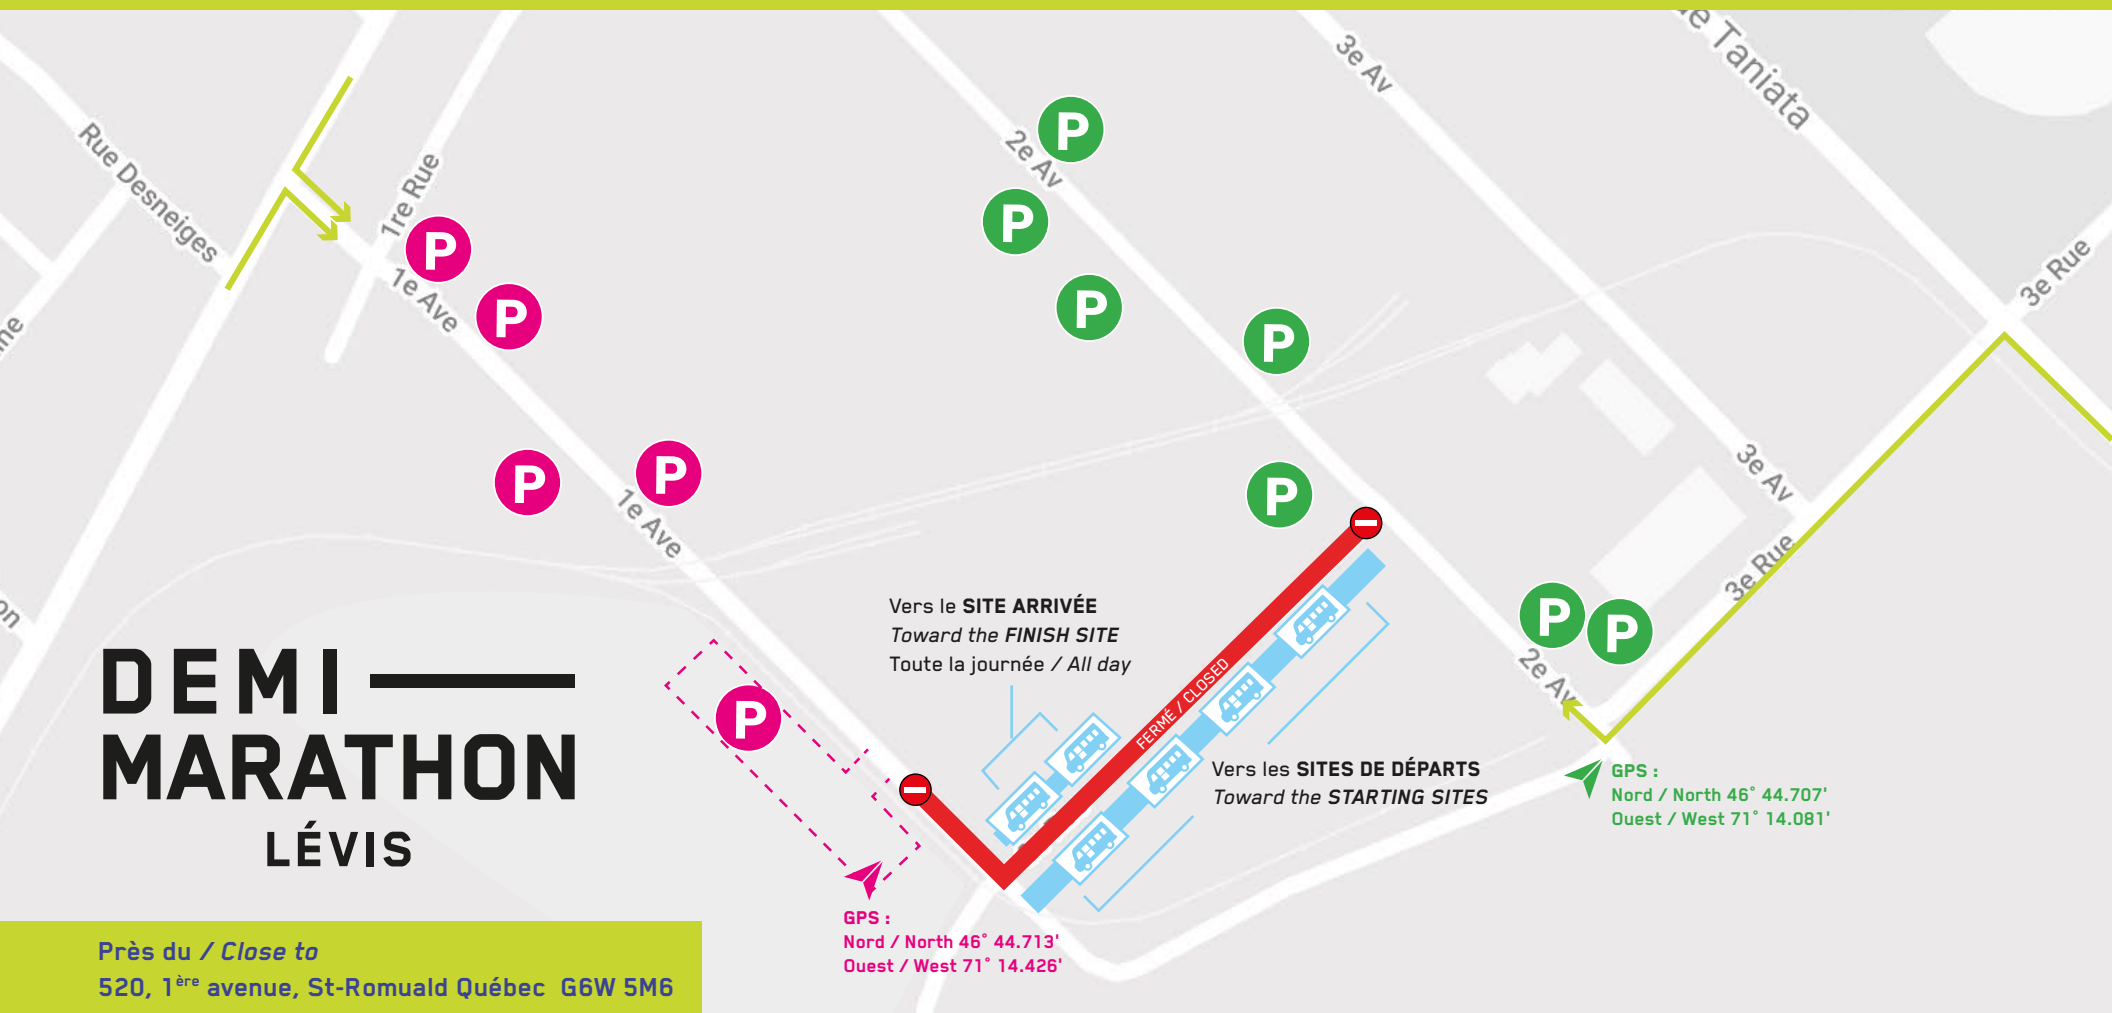 e Taniata
3e Av
Rue Desneiges
1re Rue
2e Av
P
P
P
P
P
P
P
1e Ave
3e Rue
P
P
P
P
3e Av
1e Ave
3e Rue
2e Av
P
ne
on
Vers le SITE ARRIVÉE
Toward the FINISH SITE
Toute la journée / All day
FERMÉ / CLOSED
Vers les SITES DE DÉPARTS
Toward the STARTING SITES
GPS :
Nord / North 46° 44.707'
Ouest / West 71° 14.081'
DEMI
MARATHON
LÉVIS
GPS :
Nord / North 46° 44.713'
Ouest / West 71° 14.426'
Près du / Close to
520, 1ère avenue, St-Romuald Québec G6W 5M6